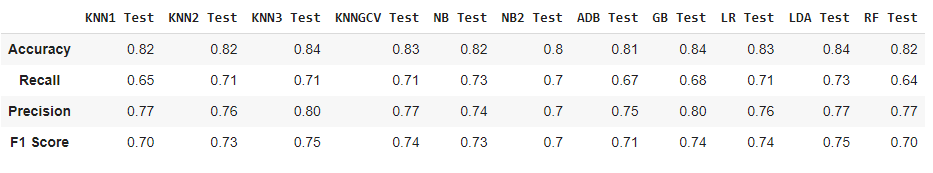 KNN1 Test KNN2 Test KNN3 Test KNNGCV Test NB Test NB2 Test ADB Test GB Test LR Test LDA Test RF Test
Accuracy 0.82 0.82 0.84 0.83 0.82 0.8 0.81 0.84 0.83 0.84 0.82
Recall 0.65 0.71 0.71 0.71 0.73 0.7 0.67 0.68 0.71 0.73 0.64
Precision 0.77 0.76 0.80 0.77 0.74 0.7 0.75 0.80 0.76 0.77 0.77
F1 Score 0.70 0.73 0.75 0.74 0.73 0.7 0.71 0.74 0.74 0.75 0.70